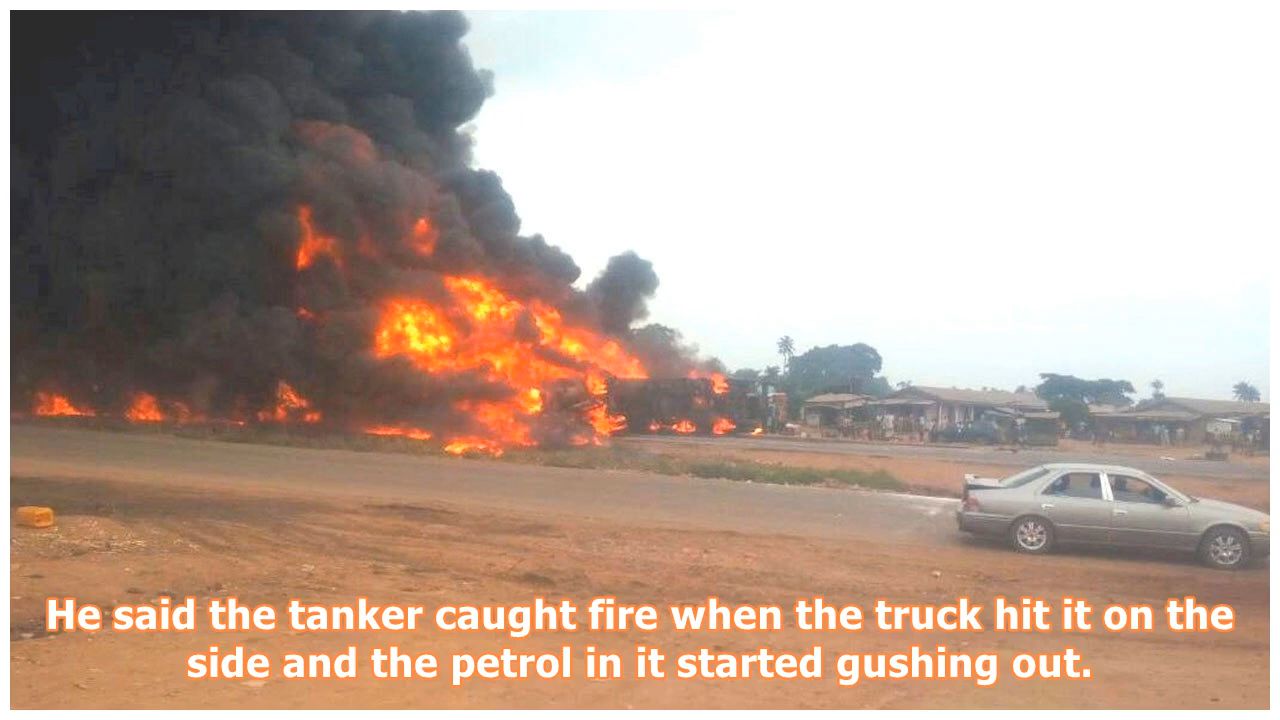 He said the tanker caught fire when the truck hit it on the
side and the petrol in it started gushing out.